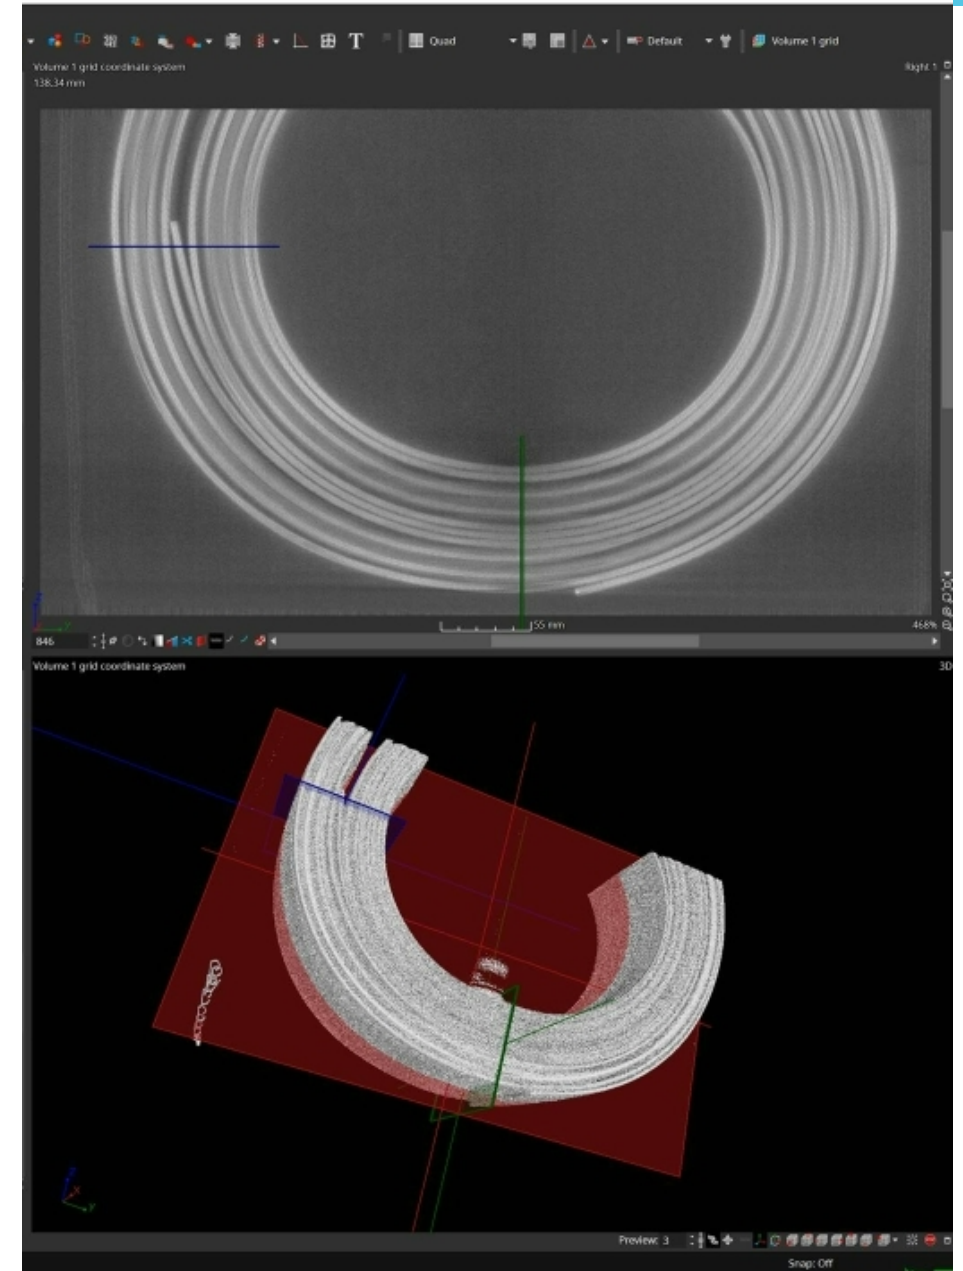 T Quad Default Volume 1 grid
Volume 1 grid coordinate system Right 1
138.34 mm
55 mm 468%
846
Volume 1 grid coordinate system 3D
Preview: 3
Snap: Off